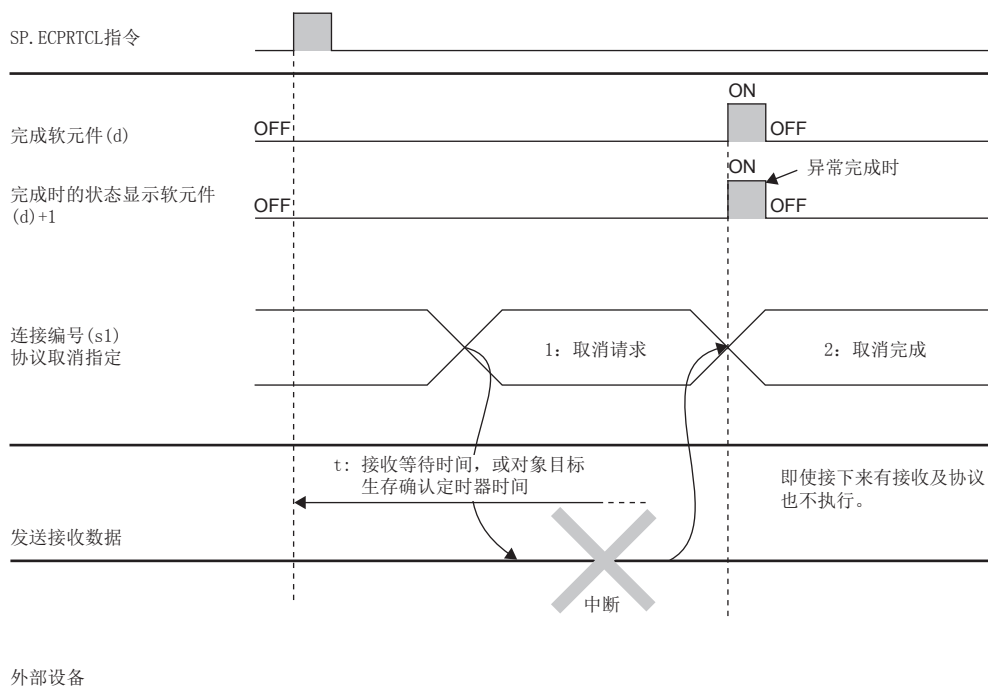 SP.ECPRTCL指令
ON
完成软元件(d)
OFF
OFF
ON
异常完成时
完成时的状态显示软元件
(d)+1
OFF
OFF
连接编号(s1)
协议取消指定
1: 取消请求
2: 取消完成
t: 接收等待时间, 或对象目标
生存确认定时器时间
即使接下来有接收及协议
也不执行。
发送接收数据
中断
外部设备